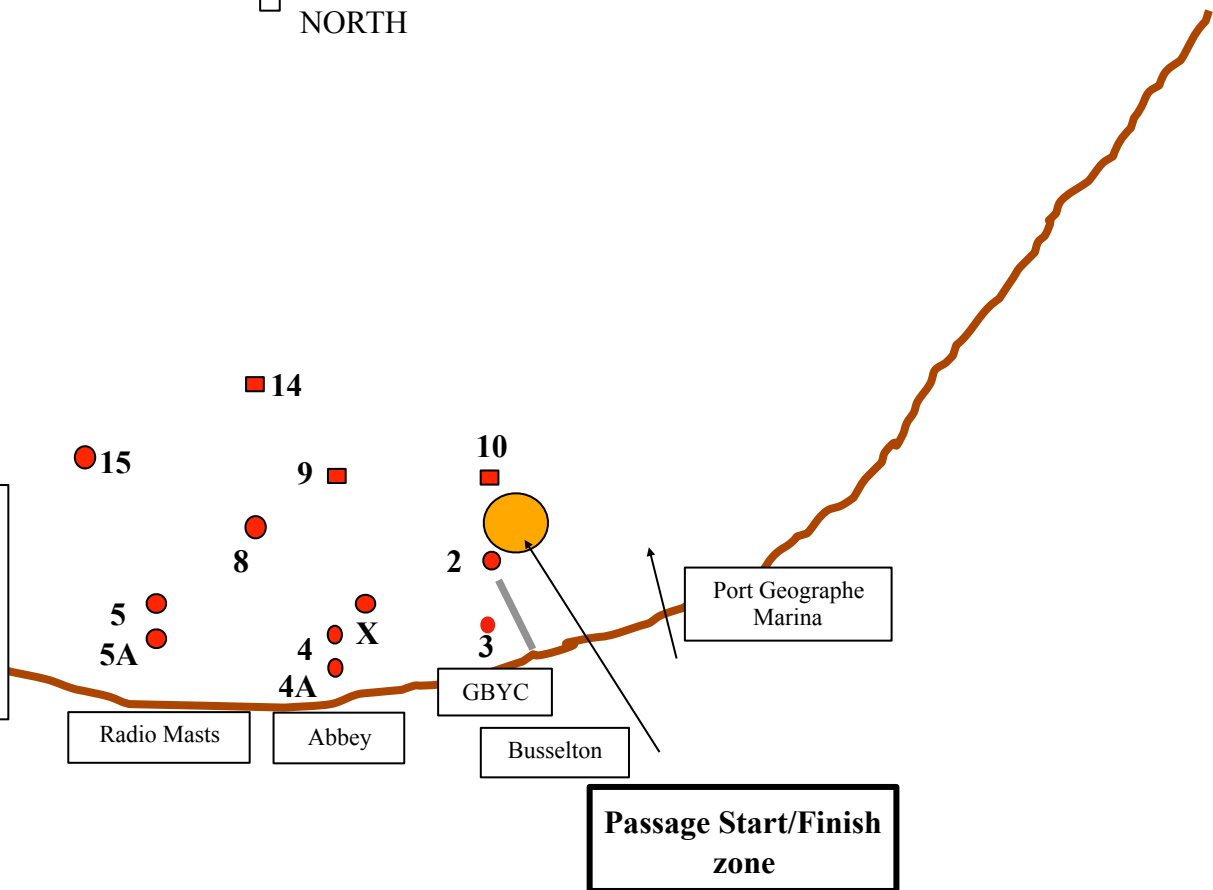 NORTH
14
15
9
10
8
2
5
X
5A
4
3
4A
Port Geographe
Marina
GBYC
Radio Masts
Abbey
Busselton
Passage Start/Finish
zone